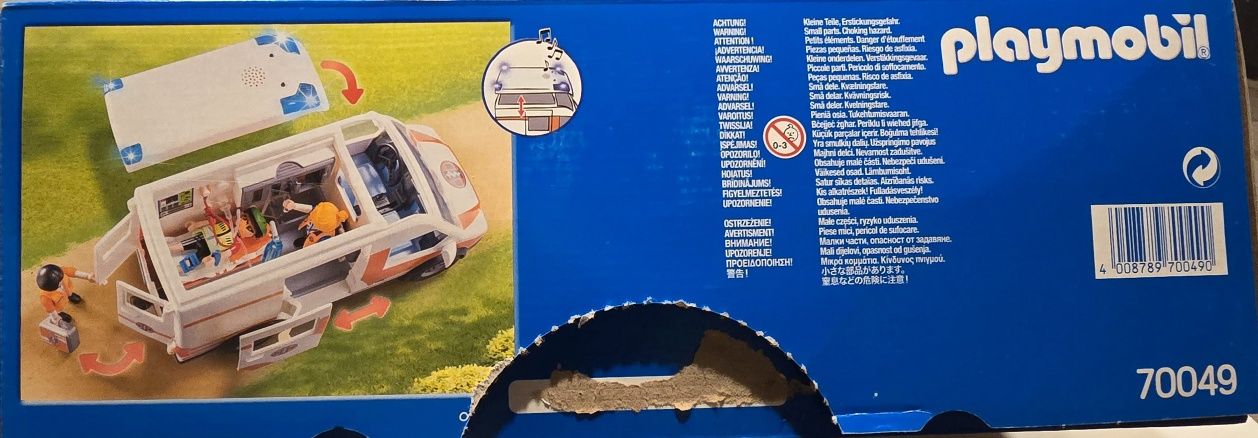 ACHTUNG!
WARNING!
ATTENTION !
¡ADVERTENCIA!
WAARSCHUWING!
AVVERTENZA!
ATENÇÃO!
ADVARSEL!
VARNING!
ADVARSEL!
VAROITUS!
TWISSIJA!
DİKKAT!
ĮSPĖJIMAS!
OPOZORILO!
UPOZORNĚNÍ!
HOIATUS!
BRĪDINĀJUMS!
FIGYELMEZTETÉS!
UPOZORNENIE!
OSTRZEŻENIE!
AVERTISMENT!
ВНИМАНИЕ!
UPOZORENJE!
ΠΡΟΕΙΔΟΠΟΙΗΣΗ!
警告!
0-3
Kleine Teile, Erstickungsgefahr.
Small parts. Choking hazard.
Petits éléments. Danger d'étouffement
Piezas pequeñas. Riesgo de asfixia.
Kleine onderdelen. Verstikkingsgevaar.
Piccole parti. Pericolo di soffocamento.
Peças pequenas. Risco de asfixia.
Små dele. Kvælningsfare.
Små delar. Kvävningsrisk.
Små deler. Kvelningsfare.
Pieniä osia. Tukehtumisvaaran.
Bċejjeċ żgħar. Periklu li wieħed jifga.
Küçük parçalar içerir. Boğulma tehlikesi!
Yra smulkių dalių. Užspringimo pavojus
Majhni delci. Nevarnost zadušitve.
Obsahuje malé části. Nebezpečí udušení.
Väikesed osad. Lämbumisoht.
Satur sīkas detaļas. Aizrīšanās risks.
Kis alkatrészek! Fulladásveszély!
Obsahuje malé časti. Nebezpečenstvo
udusenia.
Małe części, ryzyko uduszenia.
Piese mici, pericol de sufocare.
Малки части, опасност от задавяне.
Mali dijelovi, opasnost od gušenja.
Μικρά κομμάτια. Κίνδυνος πνιγμού.
小さな部品があります。
窒息などの危険に注意!
playmobil®
4 008789 700490
70049